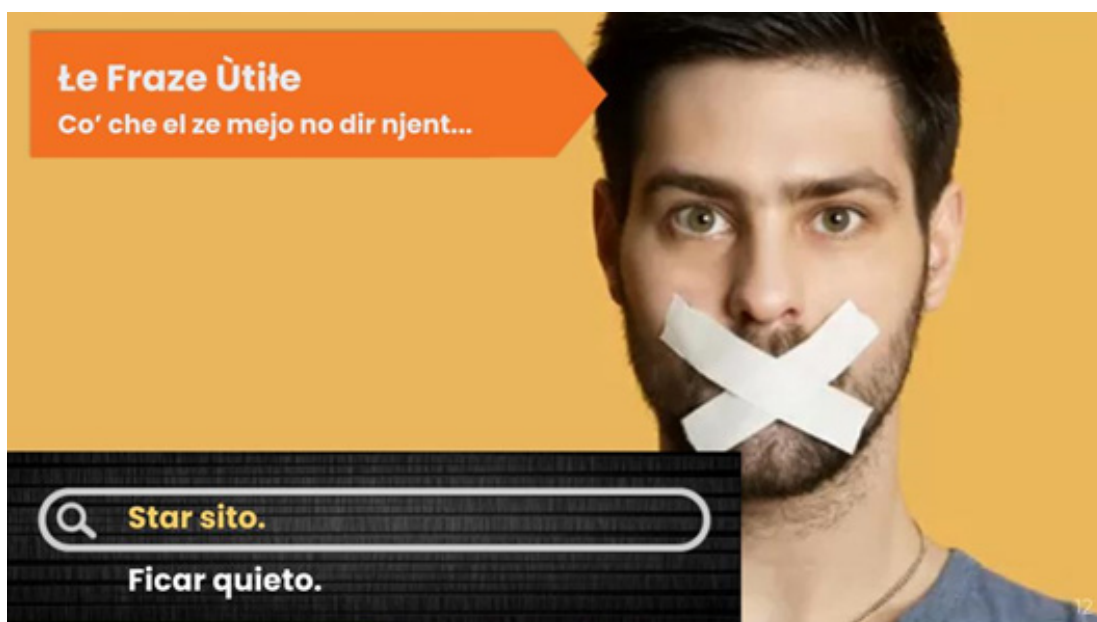 Łe Fraze Ùtiłe
Co' che el ze mejo no dir njent...
Star sito.
Ficar quieto.
12